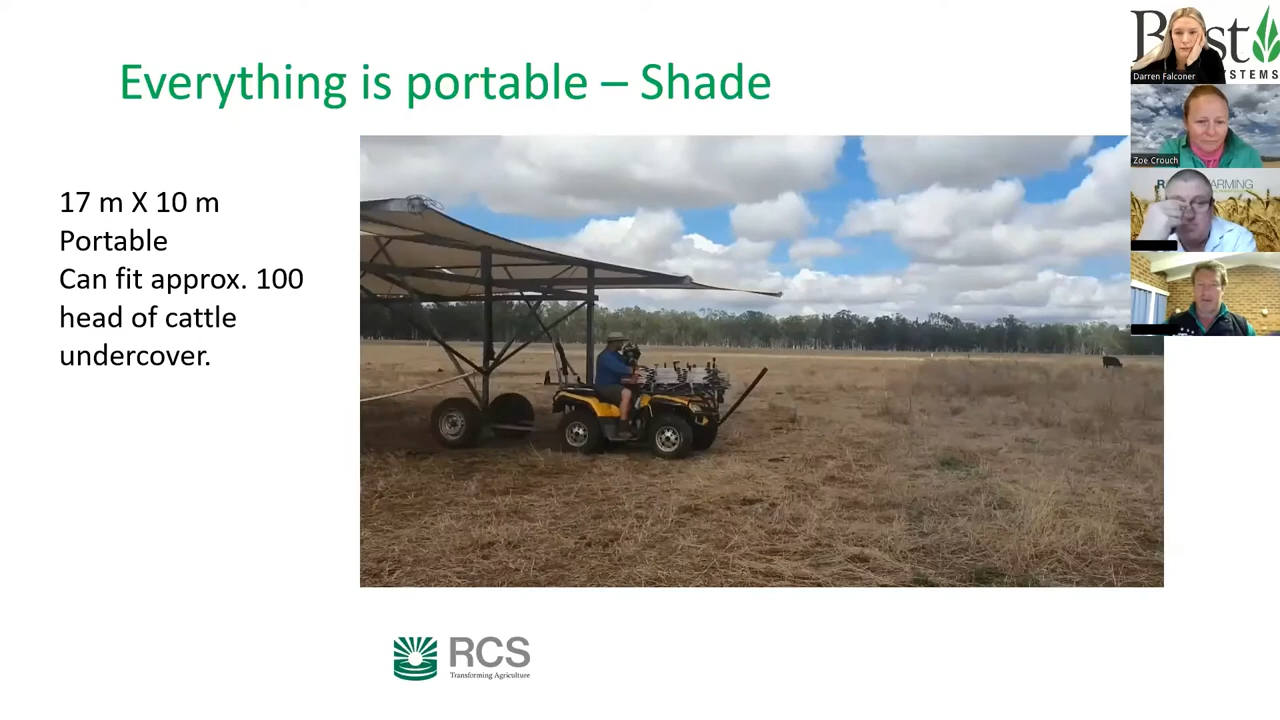 Everything is portable – Shade
17 m X 10 m
Portable
Can fit approx. 100
head of cattle
undercover.
RCS
Transforming Agriculture
Darren Falconer
Zoe Crouch